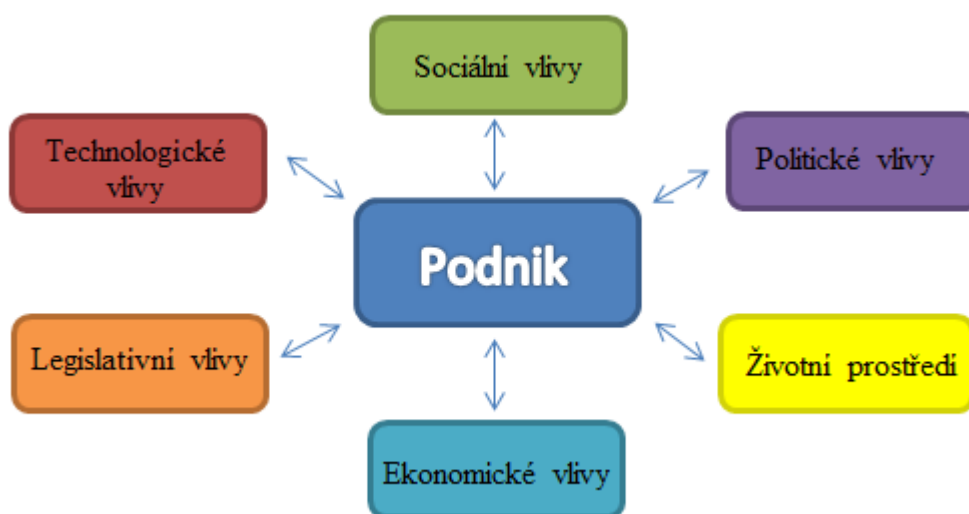 Sociální vlivy
Technologické
vlivy
Politické vlivy
Podnik
Legislativní vlivy
Životní prostředí
Ekonomické vlivy